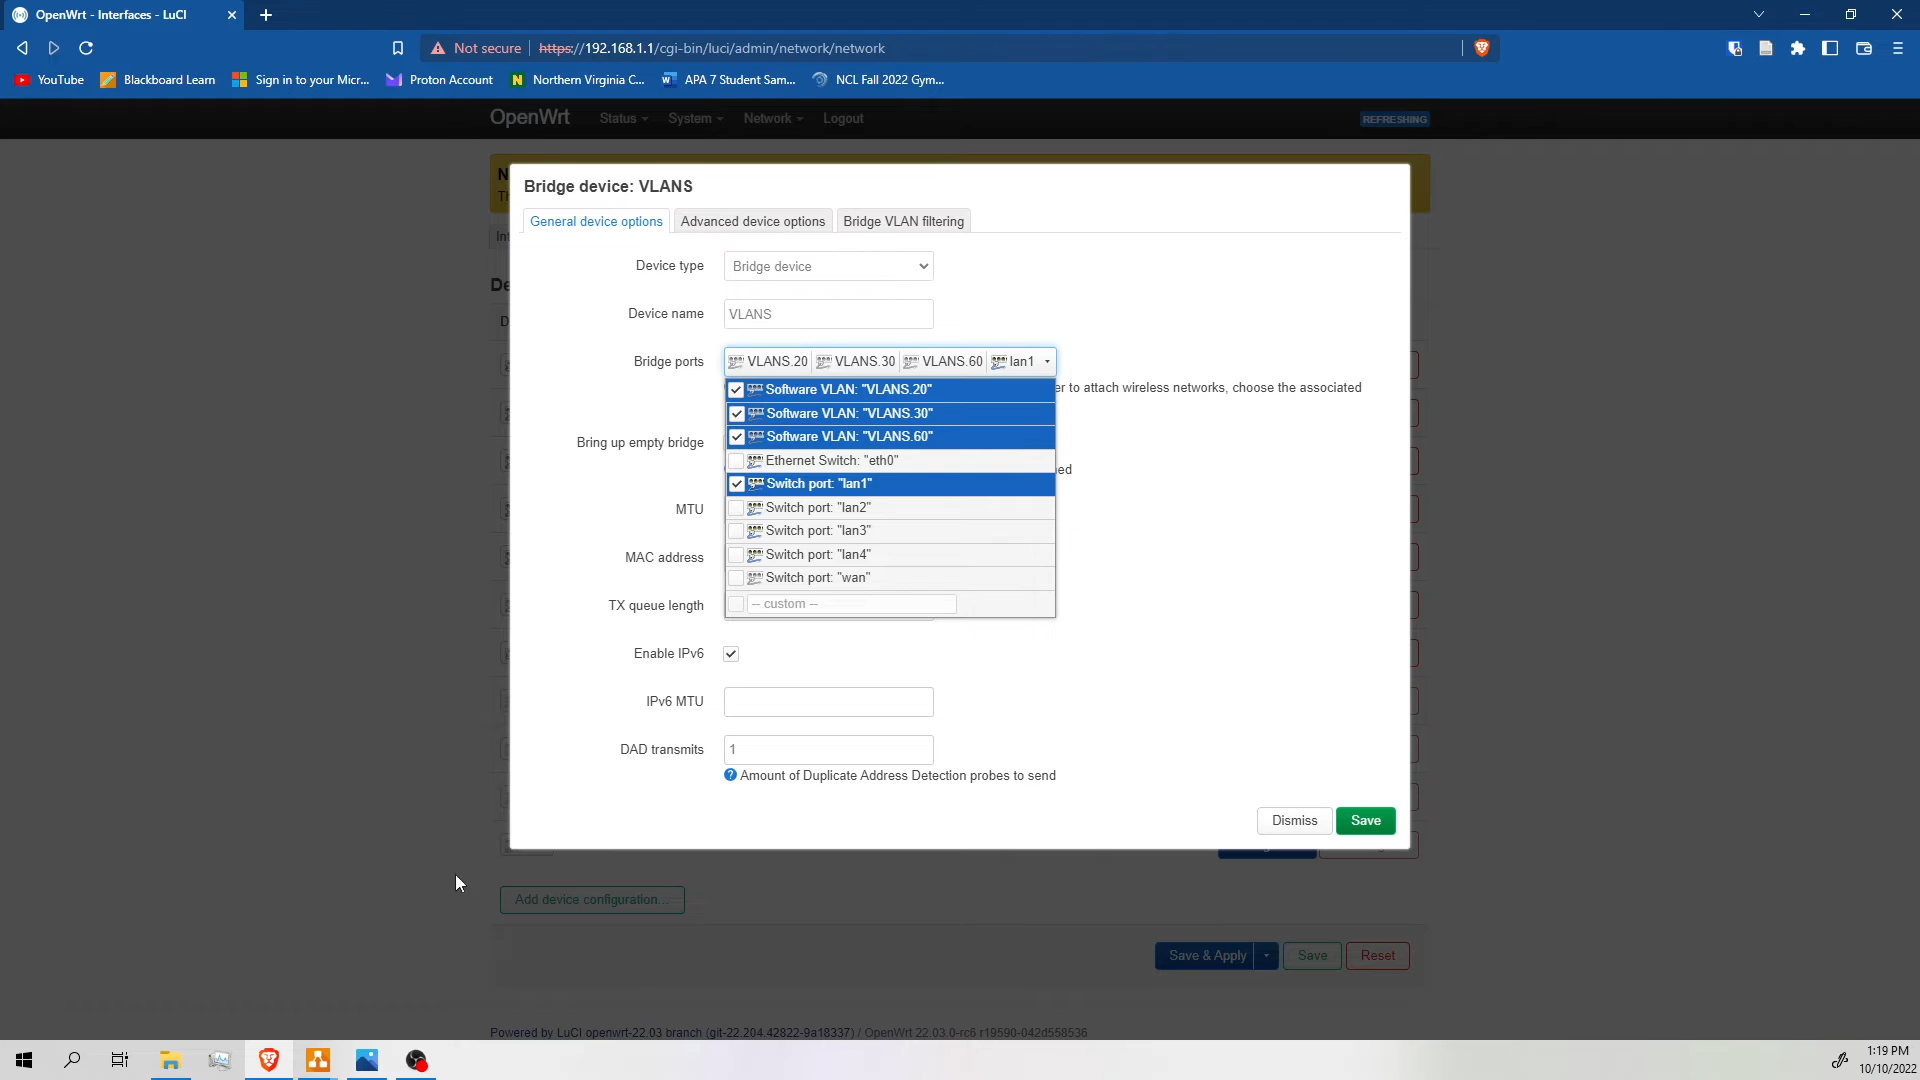 OpenWrt - Interfaces - LuCI
Not secure https://192.168.1.1/cgi-bin/luci/admin/network/network
YouTube Blackboard Learn Sign in to your Micr... Proton Account Northern Virginia C... APA 7 Student Sam... NCL Fall 2022 Gym...
OpenWrt Status System Network Logout REFRESHING
N
Th
Int
De
D
Bridge device: VLANS
General device options Advanced device options Bridge VLAN filtering
Device type Bridge device
Device name VLANS
Bridge ports VLANS.20 VLANS.30 VLANS.60 lan1
er to attach wireless networks, choose the associated
Software VLAN: "VLANS.20"
Software VLAN: "VLANS.30"
Software VLAN: "VLANS.60"
Bring up empty bridge
Ethernet Switch: "eth0"
ed
Switch port: "lan1"
MTU
Switch port: "lan2"
Switch port: "lan3"
MAC address
Switch port: "lan4"
Switch port: "wan"
TX queue length
-- custom --
Enable IPv6
IPv6 MTU
DAD transmits 1
Amount of Duplicate Address Detection probes to send
Dismiss Save
Add device configuration...
Save & Apply Save Reset
Powered by LuCI openwrt-22.03 branch (git-22.204.42822-9a18337) / OpenWrt 22.03.0-rc6 r19590-042d558536
1:19 PM
10/10/2022